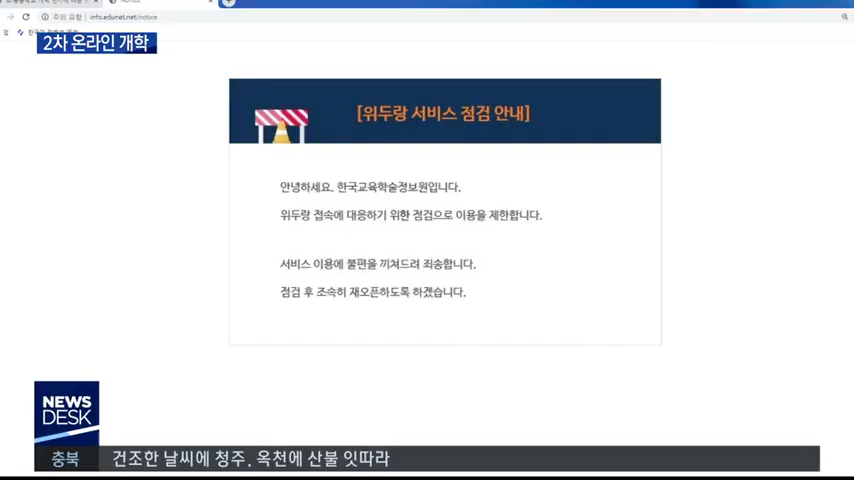 Notice
주의 요함 | info.edunet.net/notice
2차 온라인 개학
[위두랑 서비스 점검 안내]
안녕하세요. 한국교육학술정보원입니다.
위두랑 접속에 대응하기 위한 점검으로 이용을 제한합니다.
서비스 이용에 불편을 끼쳐드려 죄송합니다.
점검 후 조속히 재오픈하도록 하겠습니다.
NEWS
DESK
충북 건조한 날씨에 청주, 옥천에 산불 잇따라